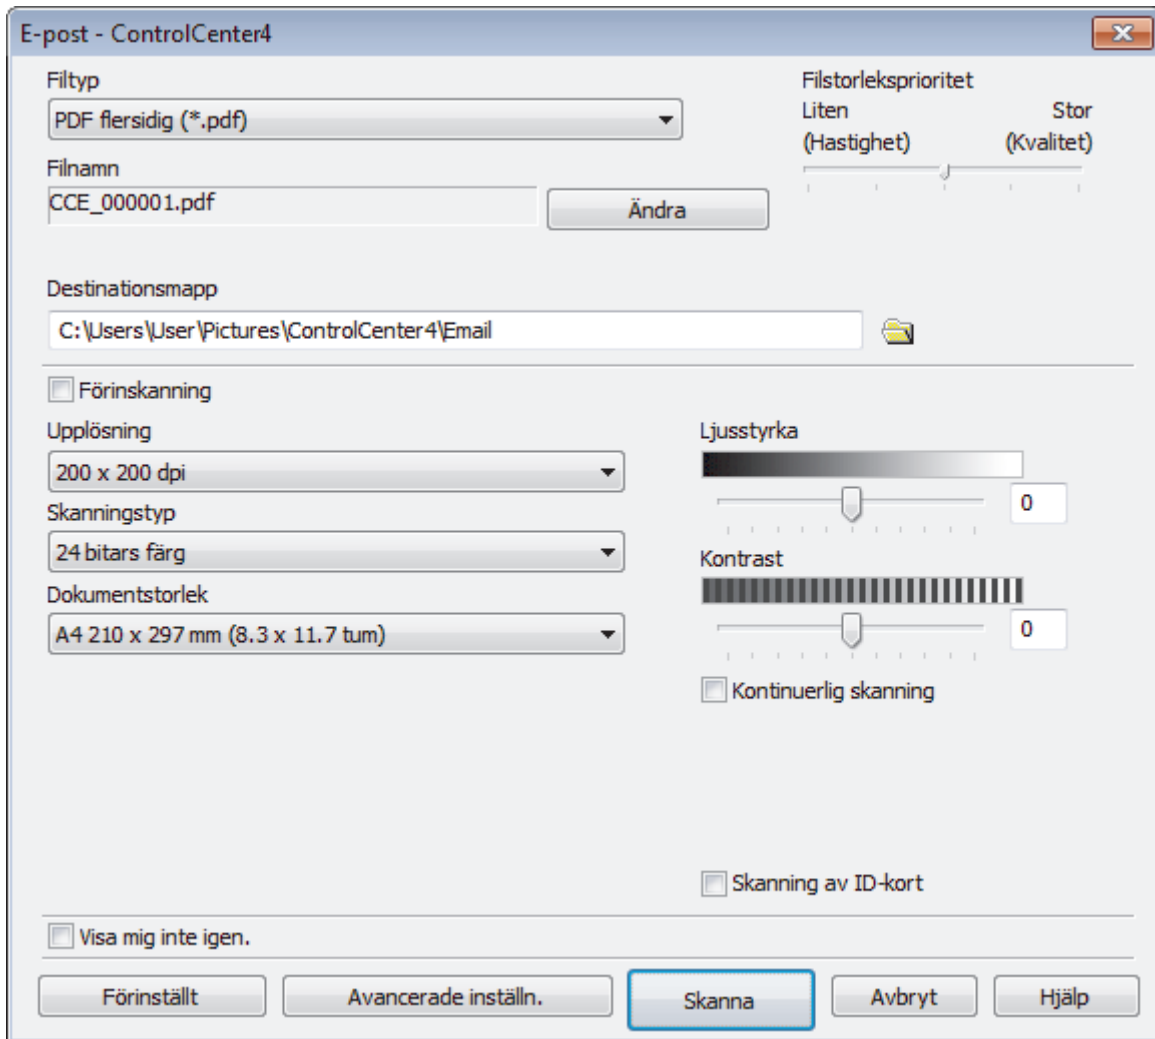 E-post - ControlCenter4
Filtyp
PDF flersidig (*.pdf)
Filstorleksprioritet
Liten Stor
(Hastighet) (Kvalitet)
Filnamn
CCE_000001.pdf
Ändra
Destinationsmapp
C:\Users\User\Pictures\ControlCenter4\Email
Förinskanning
Upplösning
200 x 200 dpi
Skanningstyp
24 bitars färg
Dokumentstorlek
A4 210 x 297 mm (8.3 x 11.7 tum)
Ljusstyrka
0
Kontrast
0
Kontinuerlig skanning
Skanning av ID-kort
Visa mig inte igen.
Förinställt Avancerade inställn. Skanna Avbryt Hjälp